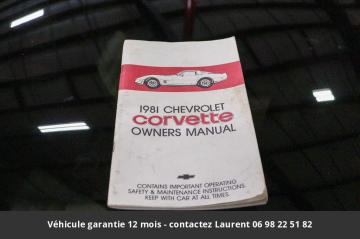 1981 CHEVROLET
corvette
OWNERS MANUAL
CONTAINS IMPORTANT OPERATING
SAFETY & MAINTENANCE INSTRUCTIONS.
KEEP WITH CAR AT ALL TIMES.
Véhicule garantie 12 mois - contactez Laurent 06 98 22 51 82